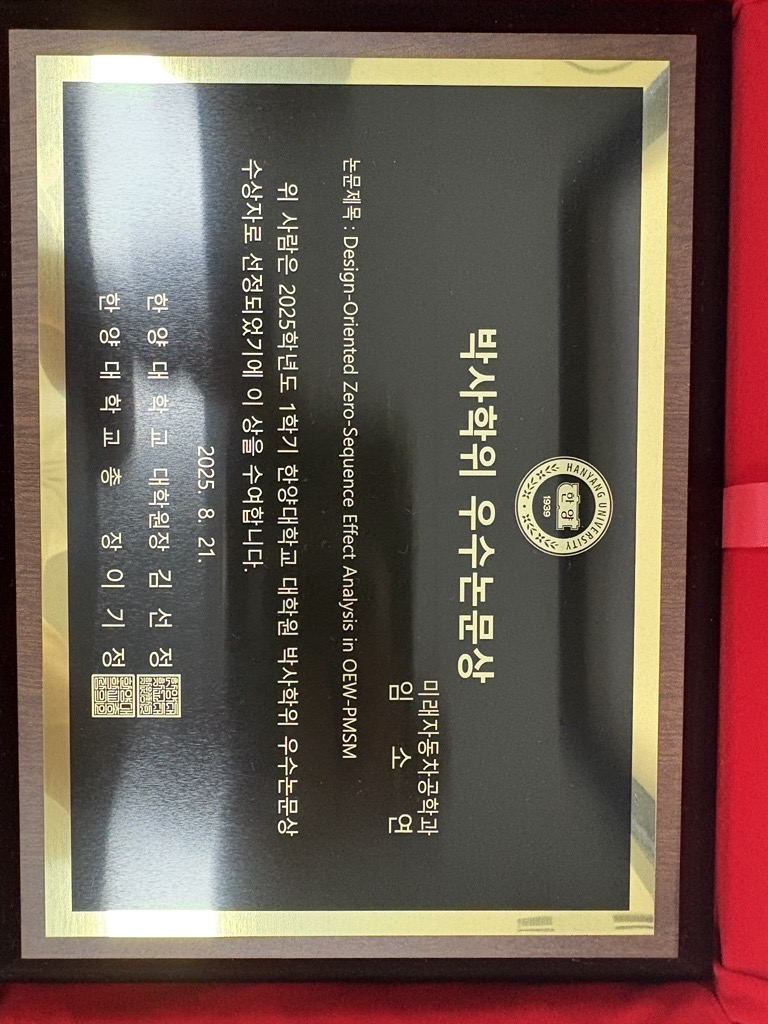 HANYANG UNIVERSITY
한양
1939
박사학위 우수논문상
미래자동차공학과
임 소 연
논문제목 : Design-Oriented Zero-Sequence Effect Analysis in OEW-PMSM
위 사람은 2025학년도 1학기 한양대학교 대학원 박사학위 우수논문상
수상자로 선정되었기에 이 상을 수여합니다.
2025. 8. 21.
한 양 대 학 교 대학원장 김 선 정
한 양 대 학 교 총 장 이 기 정